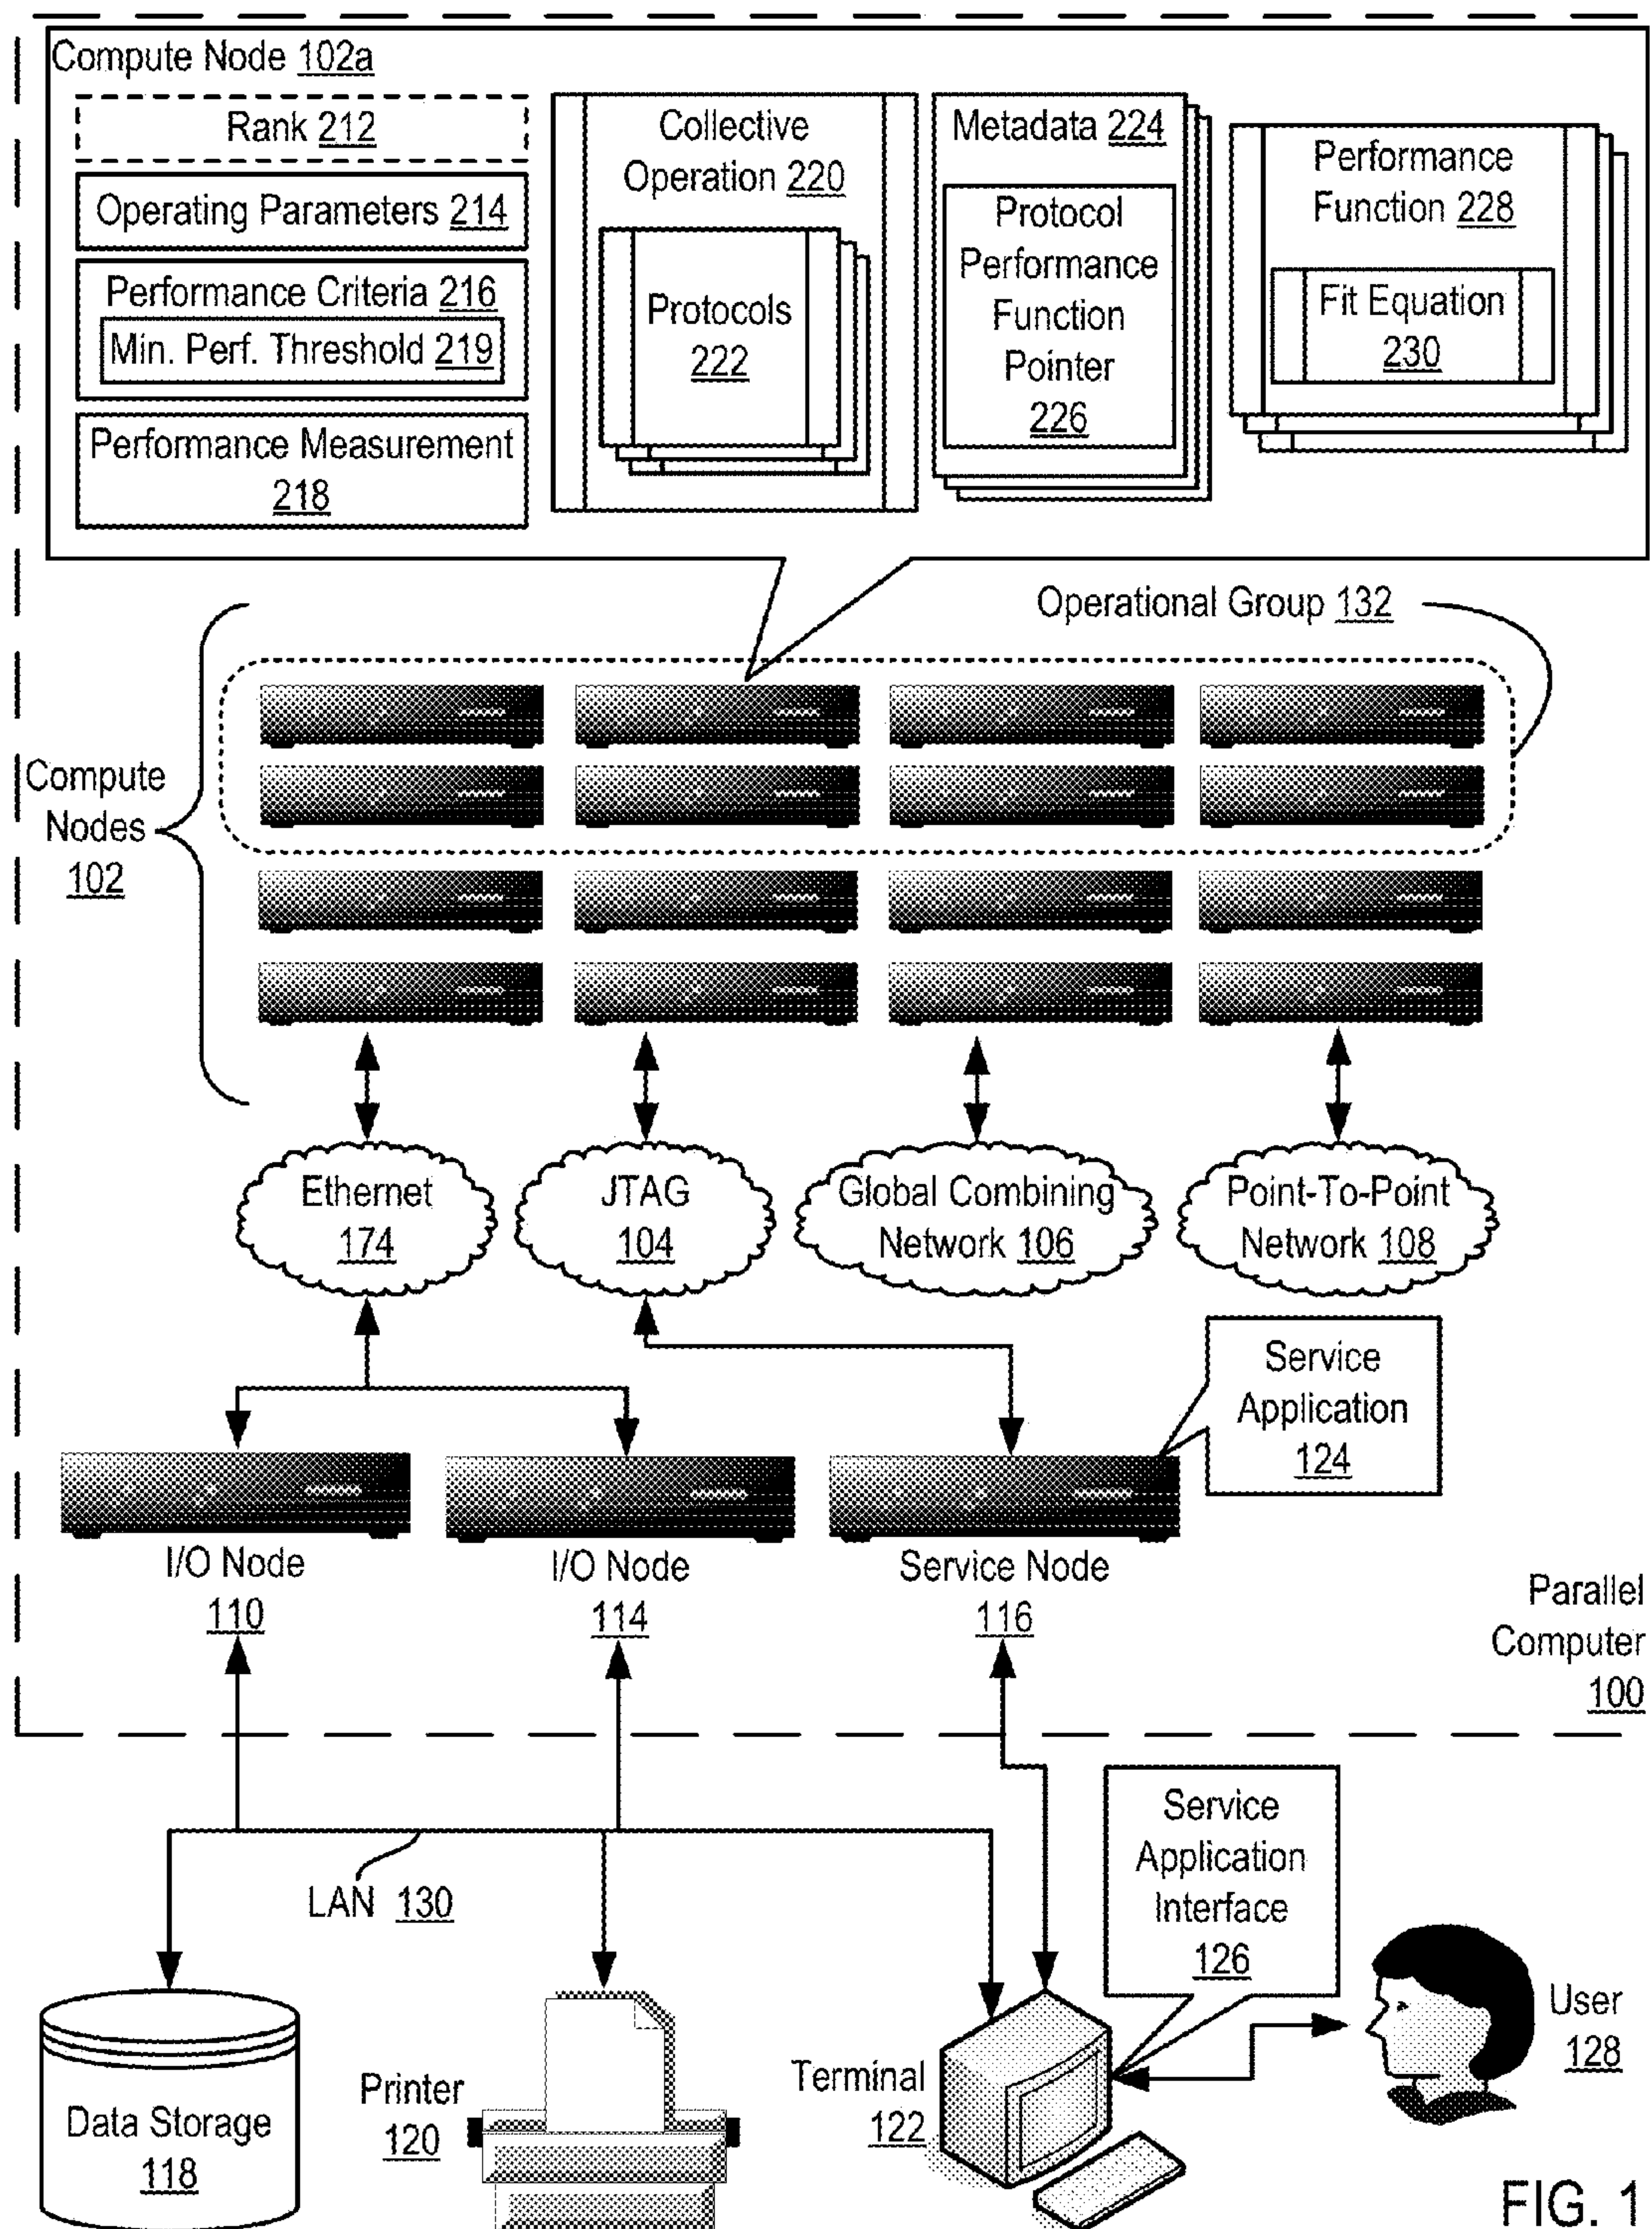 Compute Node 102a
Rank 212
Operating Parameters 214
Performance Criteria 216
Min. Perf. Threshold 219
Performance Measurement
218
Collective
Operation 220
Protocols
222
Metadata 224
Protocol
Performance
Function
Pointer
226
Performance
Function 228
Fit Equation
230
Operational Group 132
Compute
Nodes
102
Ethernet
174
JTAG
104
Global Combining
Network 106
Point-To-Point
Network 108
Service
Application
124
I/O Node
110
I/O Node
114
Service Node
116
Parallel
Computer
100
LAN 130
Service
Application
Interface
126
Data Storage
118
Printer
120
Terminal
122
User
128
FIG. 1